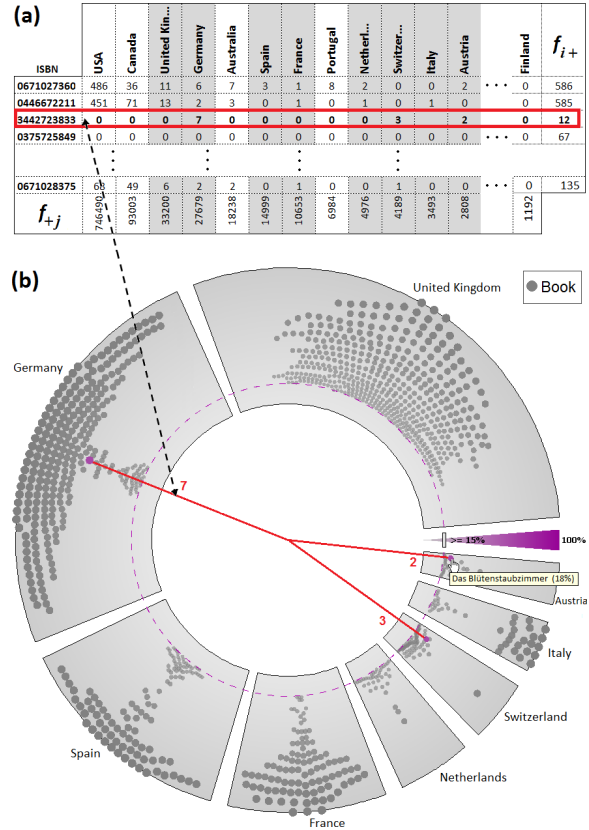 (a)
ISBN USA Canada United Kin... Germany Australia Spain France Portugal Netherl... Switzer... Italy Austria Finland f i+
0671027360 486 36 11 6 7 3 1 8 2 0 0 2 ··· 0 586
0446672211 451 71 13 2 3 0 1 0 1 0 1 0 ··· 0 585
3442723833 0 0 0 7 0 0 0 0 0 3 0 2 0 12
0375725849 0 0 0 0 0 0 0 0 0 0 0 0 ··· 0 67
0671028375 68 49 6 2 2 0 1 0 0 1 0 0 ··· 0 135
f +j 746490 93003 33200 27679 18238 14999 10653 6984 4976 4189 3493 2808 ··· 1192
(b)
United Kingdom
Book
Germany
7
>= 15% 100%
2
Das Blütenstaubzimmer (18%)
Austria
3
Italy
Switzerland
Spain
Netherlands
France